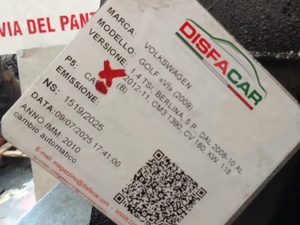 VIA DEL PAN
DISFACAR
MARCA: VOLKSWAGEN
MODELLO: GOLF nVIs (2009)
VERSIONE: 1.4 TSI, BERLINA, 5 P., DAL 2008-10 AL
2012-11, CM3 1390, CV 160, KW 118
P5: CA (B)
EMISSIONE:
NS: 1519/2025
DATA: 09/07/2025 17:41:00
ANNO IMM. 2010
cambio automatico